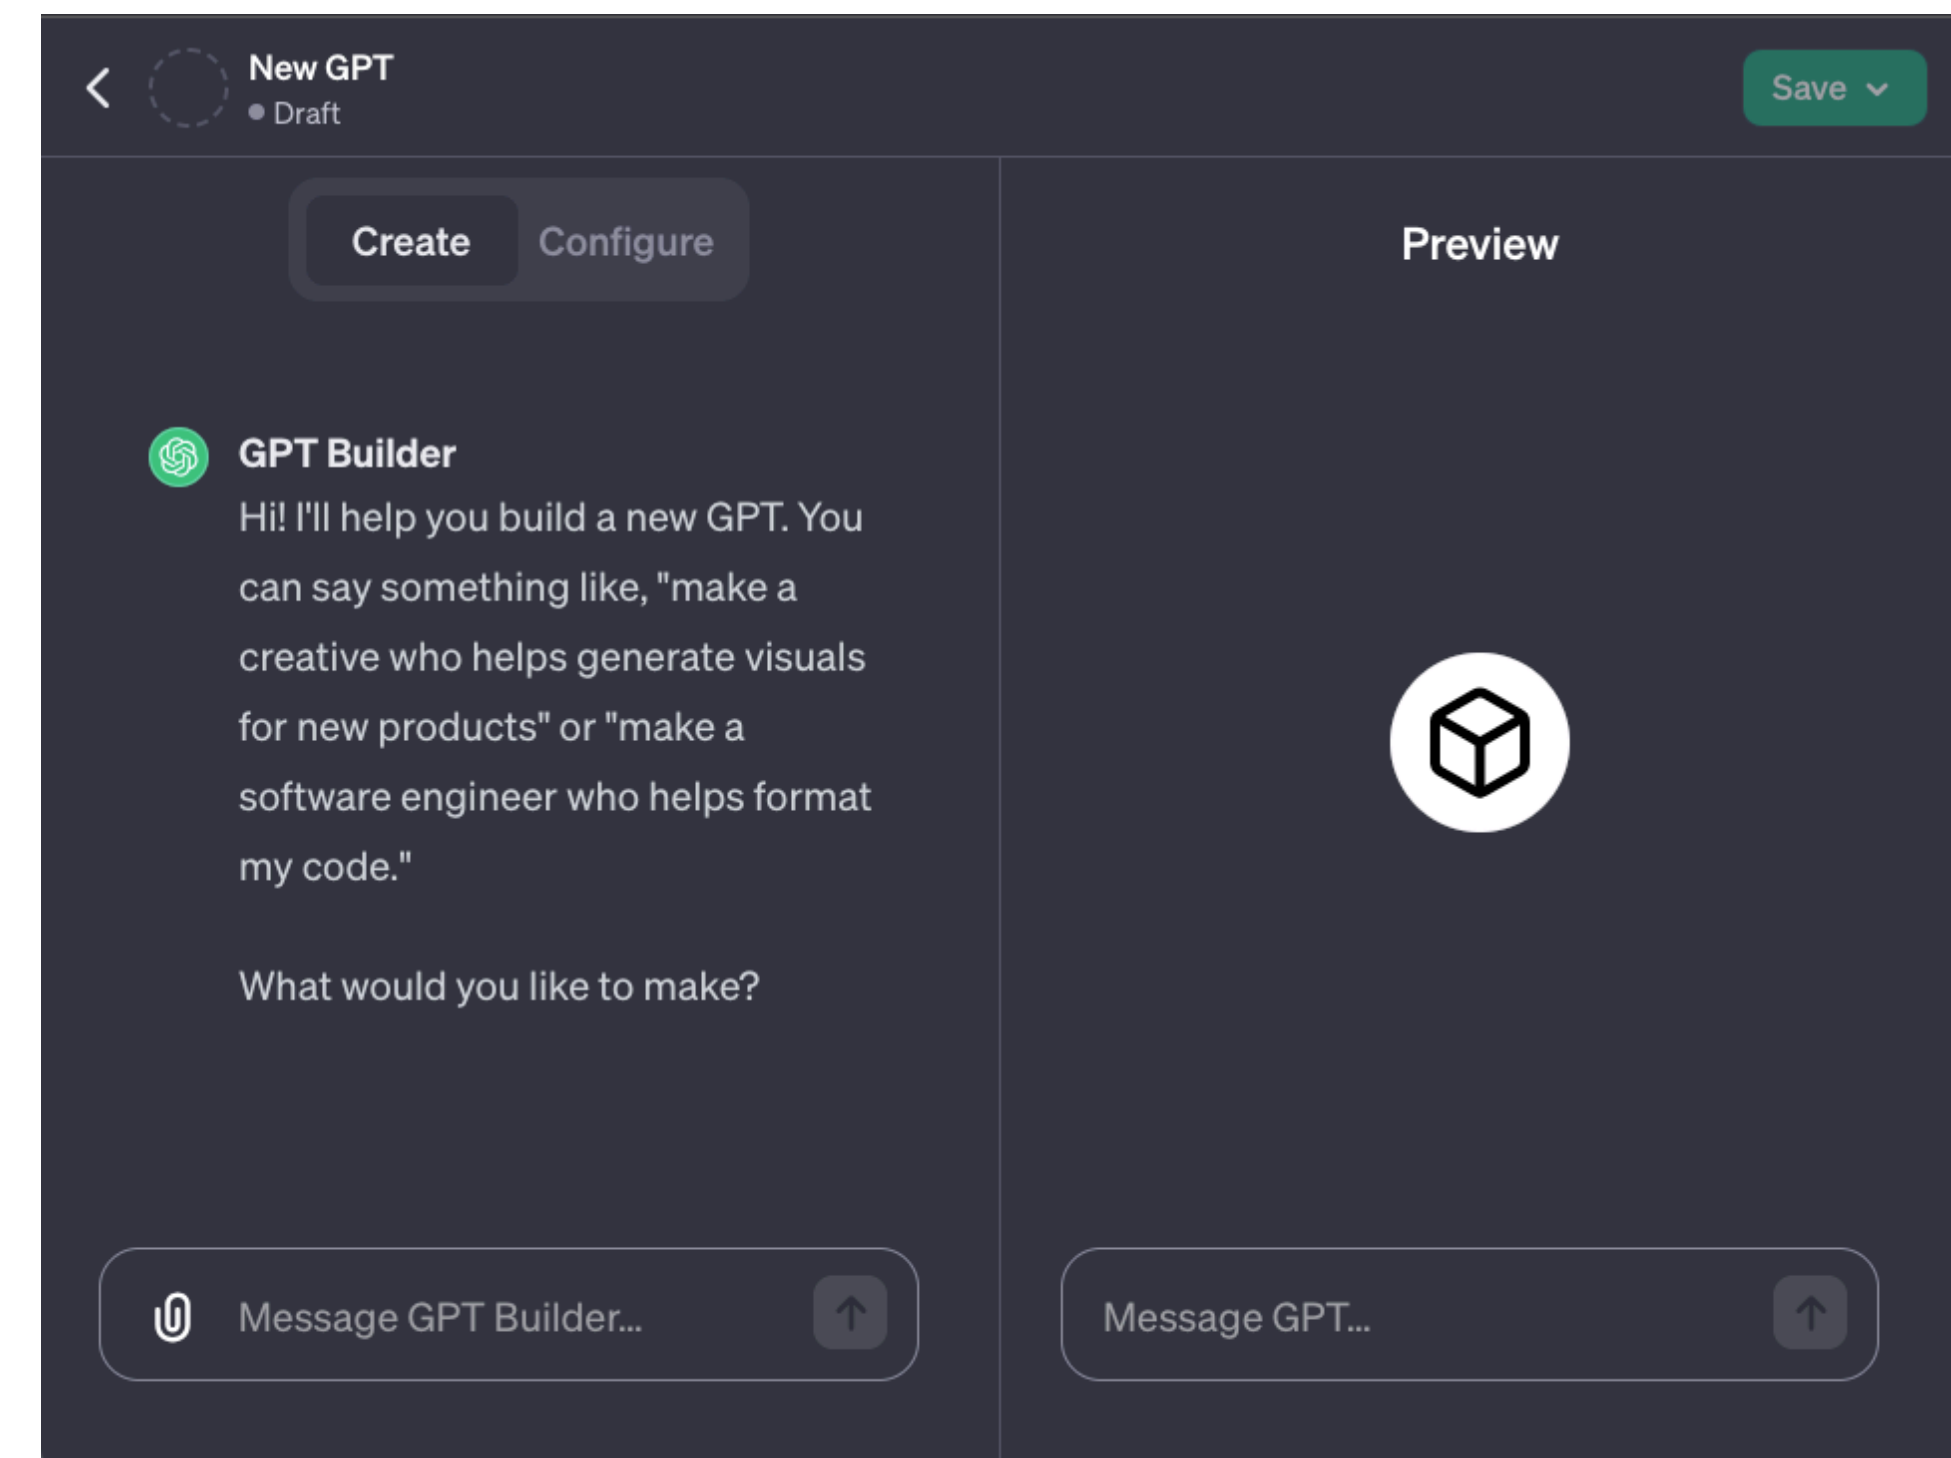 New GPT
Draft
Save
Create
Configure
Preview
GPT Builder
Hi! I'll help you build a new GPT. You
can say something like, "make a
creative who helps generate visuals
for new products" or "make a
software engineer who helps format
my code."
What would you like to make?
Message GPT Builder...
Message GPT...